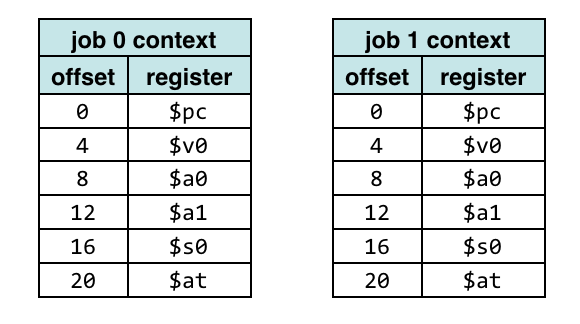 job 0 context
offset register
0 $pc
4 $v0
8 $a0
12 $a1
16 $s0
20 $at
job 1 context
offset register
0 $pc
4 $v0
8 $a0
12 $a1
16 $s0
20 $at